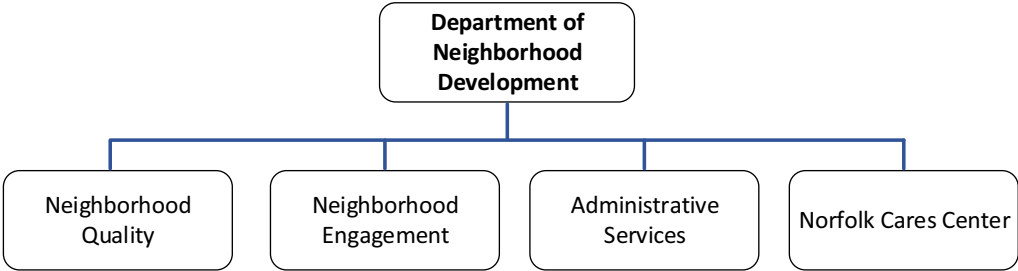 Department of
Neighborhood
Development
Neighborhood
Quality
Neighborhood
Engagement
Administrative
Services
Norfolk Cares Center